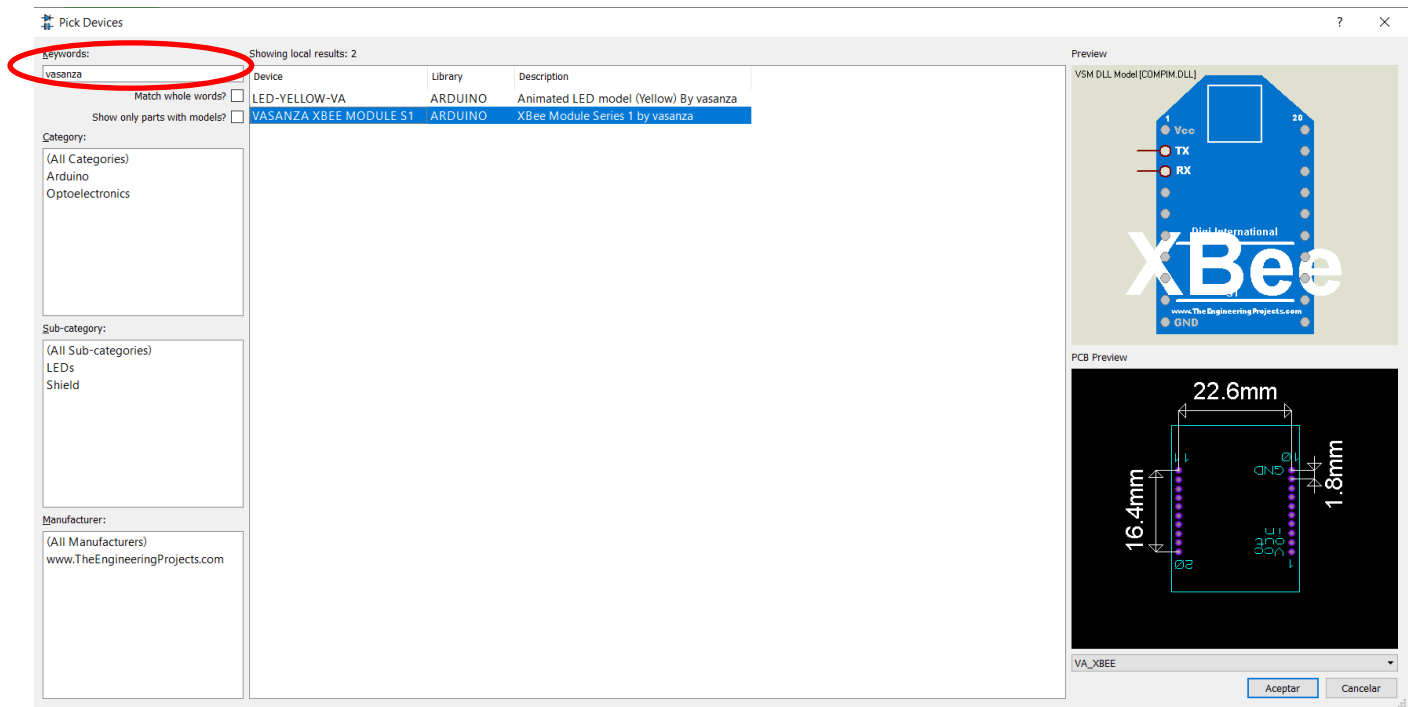 Pick Devices
? ×
Keywords:
vasanza
Match whole words?
Show only parts with models?
Category:
(All Categories)
Arduino
Optoelectronics
Sub-category:
(All Sub-categories)
LEDs
Shield
Manufacturer:
(All Manufacturers)
www.TheEngineeringProjects.com
Showing local results: 2
Device Library Description
LED-YELLOW-VA ARDUINO Animated LED model (Yellow) By vasanza
VASANZA XBEE MODULE S1 ARDUINO XBee Module Series 1 by vasanza
Preview
VSM DLL Model [COMPIM.DLL]
1 20
Vcc
TX
RX
Digi International
XBee
www.TheEngineeringProjects.com
GND
PCB Preview
22.6mm
11 10
GND
1.8mm
16.4mm
20 1
VA_XBEE
Aceptar Cancelar